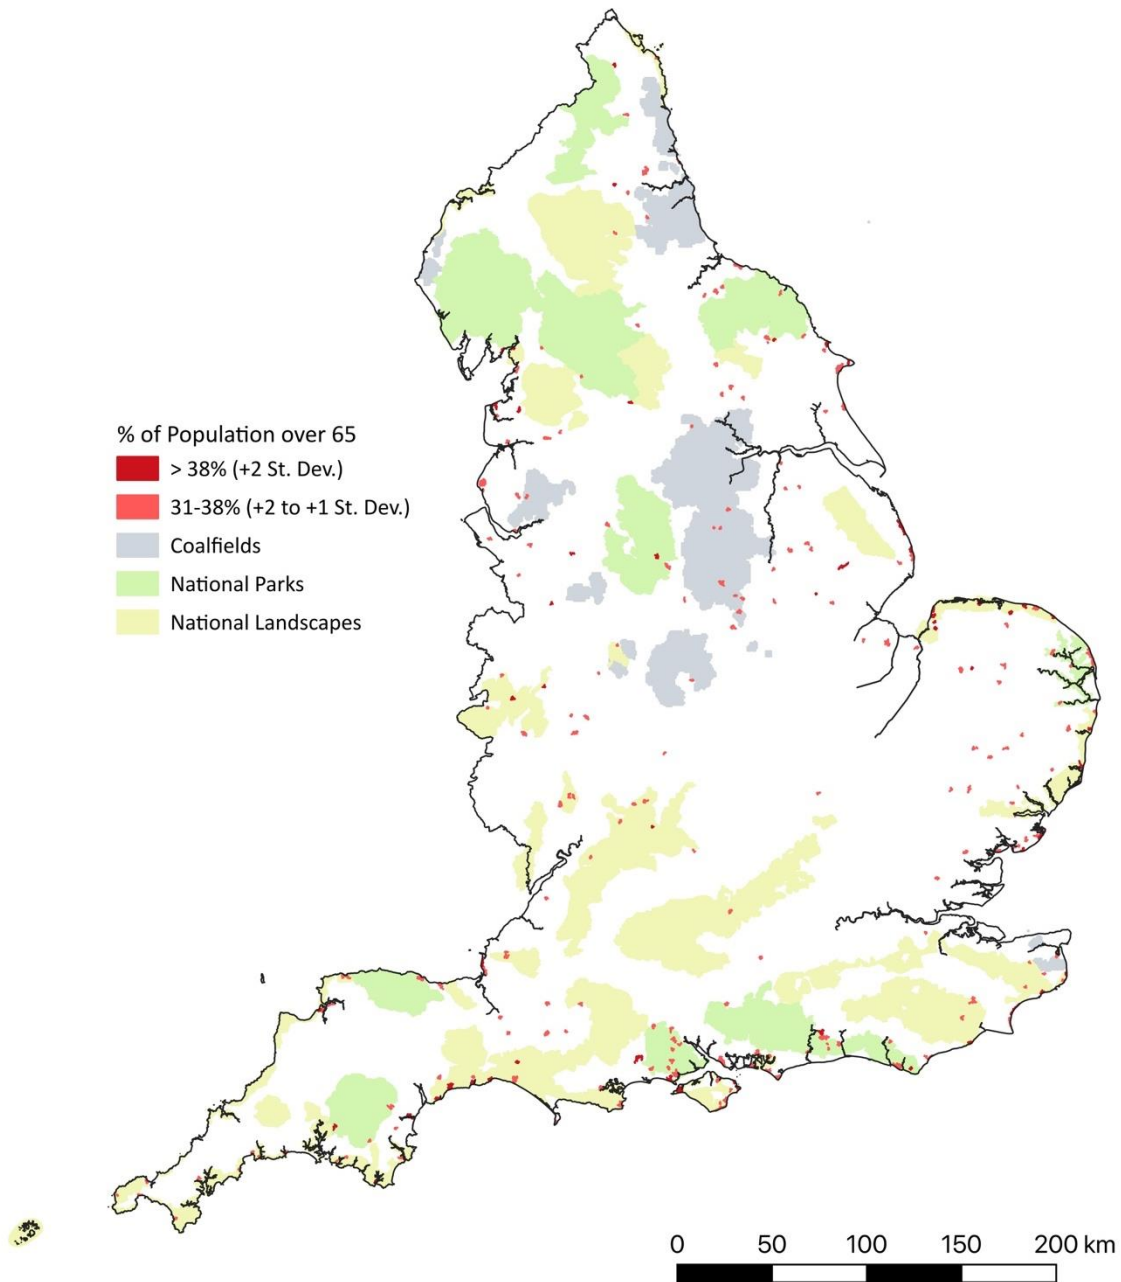 % of Population over 65
> 38% (+2 St. Dev.)
31-38% (+2 to +1 St. Dev.)
Coalfields
National Parks
National Landscapes
0 50 100 150 200 km